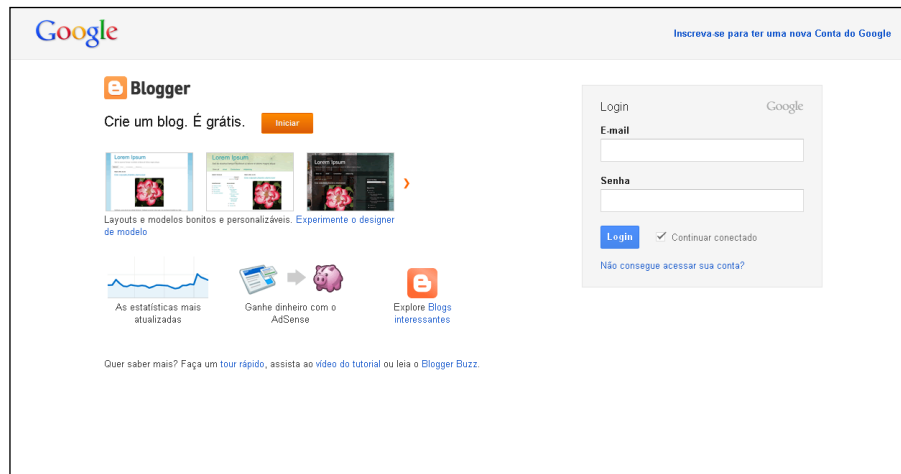 Google
Inscreva-se para ter uma nova Conta do Google
Blogger
Crie um blog. É grátis.
Iniciar
Lorem Ipsum
Lorem Ipsum
Lorem Ipsum
Layouts e modelos bonitos e personalizáveis. Experimente o designer
de modelo
As estatísticas mais
atualizadas
Ganhe dinheiro com o
AdSense
Explore Blogs
interessantes
Quer saber mais? Faça um tour rápido, assista ao vídeo do tutorial ou leia o Blogger Buzz.
Login
Google
E-mail
Senha
Login
Continuar conectado
Não consegue acessar sua conta?